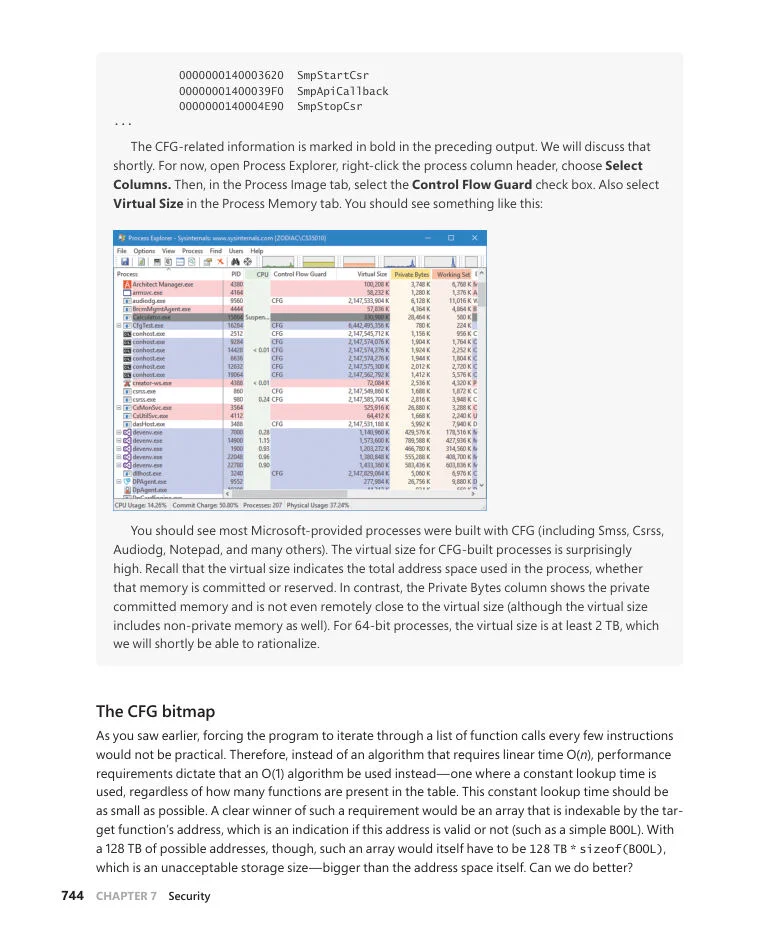 0000000140003620 SmpStartCsr
00000001400039F0 SmpApiCallback
0000000140004E90 SmpStopCsr
...
The CFG-related information is marked in bold in the preceding output. We will discuss that
shortly. For now, open Process Explorer, right-click the process column header, choose Select
Columns. Then, in the Process Image tab, select the Control Flow Guard check box. Also select
Virtual Size in the Process Memory tab. You should see something like this:
Process Explorer - Sysinternals: www.sysinternals.com [ZODIAC\CS35010]
File Options View Process Find Users Help
Process PID CPU Control Flow Guard Virtual Size Private Bytes Working Set
Architect Manager.exe 4380 100,208 K 3,748 K 6,768 K
armsvc.exe 4164 58,232 K 1,280 K 1,376 K
audiodg.exe 9560 CFG 2,147,533,904 K 6,128 K 11,016 K
BrcmMgmtAgent.exe 4444 57,836 K 4,364 K 4,864 K
Calculator.exe 15864 Suspen... 330,980 K 28,464 K 580 K
CfgTest.exe 16284 CFG 6,442,495,356 K 780 K 224 K
conhost.exe 2512 CFG 2,147,545,712 K 1,156 K 956 K
conhost.exe 9284 CFG 2,147,574,076 K 1,904 K 1,764 K
conhost.exe 14428 < 0.01 CFG 2,147,574,276 K 1,924 K 2,252 K
conhost.exe 6636 CFG 2,147,574,276 K 1,944 K 1,804 K
conhost.exe 12632 CFG 2,147,575,300 K 2,012 K 2,720 K
conhost.exe 19064 CFG 2,147,562,792 K 1,412 K 5,576 K
creator-ws.exe 4388 < 0.01 72,084 K 2,536 K 4,320 K
csrss.exe 860 CFG 2,147,549,860 K 1,688 K 1,872 K
csrss.exe 980 0.24 CFG 2,147,585,704 K 2,816 K 3,948 K
CxMonSvc.exe 3564 525,916 K 26,880 K 3,288 K
CxUtilSvc.exe 4112 64,412 K 1,668 K 2,240 K
dasHost.exe 3488 CFG 2,147,531,188 K 5,992 K 7,940 K
devenv.exe 7000 0.28 1,140,960 K 429,576 K 178,516 K
devenv.exe 14900 1.15 1,573,600 K 789,588 K 427,936 K
devenv.exe 1900 0.93 1,203,272 K 466,780 K 314,560 K
devenv.exe 22048 0.96 1,380,848 K 555,288 K 408,700 K
devenv.exe 22780 0.90 1,433,360 K 583,436 K 603,836 K
dllhost.exe 3240 CFG 2,147,829,064 K 5,060 K 6,976 K
DPAgent.exe 9552 277,984 K 26,756 K 9,880 K
DpAgent.exe
CPU Usage: 14.26% Commit Charge: 50.80% Processes: 207 Physical Usage: 37.24%
You should see most Microsoft-provided processes were built with CFG (including Smss, Csrss,
Audiodg, Notepad, and many others). The virtual size for CFG-built processes is surprisingly
high. Recall that the virtual size indicates the total address space used in the process, whether
that memory is committed or reserved. In contrast, the Private Bytes column shows the private
committed memory and is not even remotely close to the virtual size (although the virtual size
includes non-private memory as well). For 64-bit processes, the virtual size is at least 2 TB, which
we will shortly be able to rationalize.
The CFG bitmap
As you saw earlier, forcing the program to iterate through a list of function calls every few instructions
would not be practical. Therefore, instead of an algorithm that requires linear time O(n), performance
requirements dictate that an O(1) algorithm be used instead—one where a constant lookup time is
used, regardless of how many functions are present in the table. This constant lookup time should be
as small as possible. A clear winner of such a requirement would be an array that is indexable by the tar-
get function's address, which is an indication if this address is valid or not (such as a simple BOOL). With
a 128 TB of possible addresses, though, such an array would itself have to be 128 TB * sizeof(BOOL),
which is an unacceptable storage size—bigger than the address space itself. Can we do better?
744 CHAPTER 7 Security